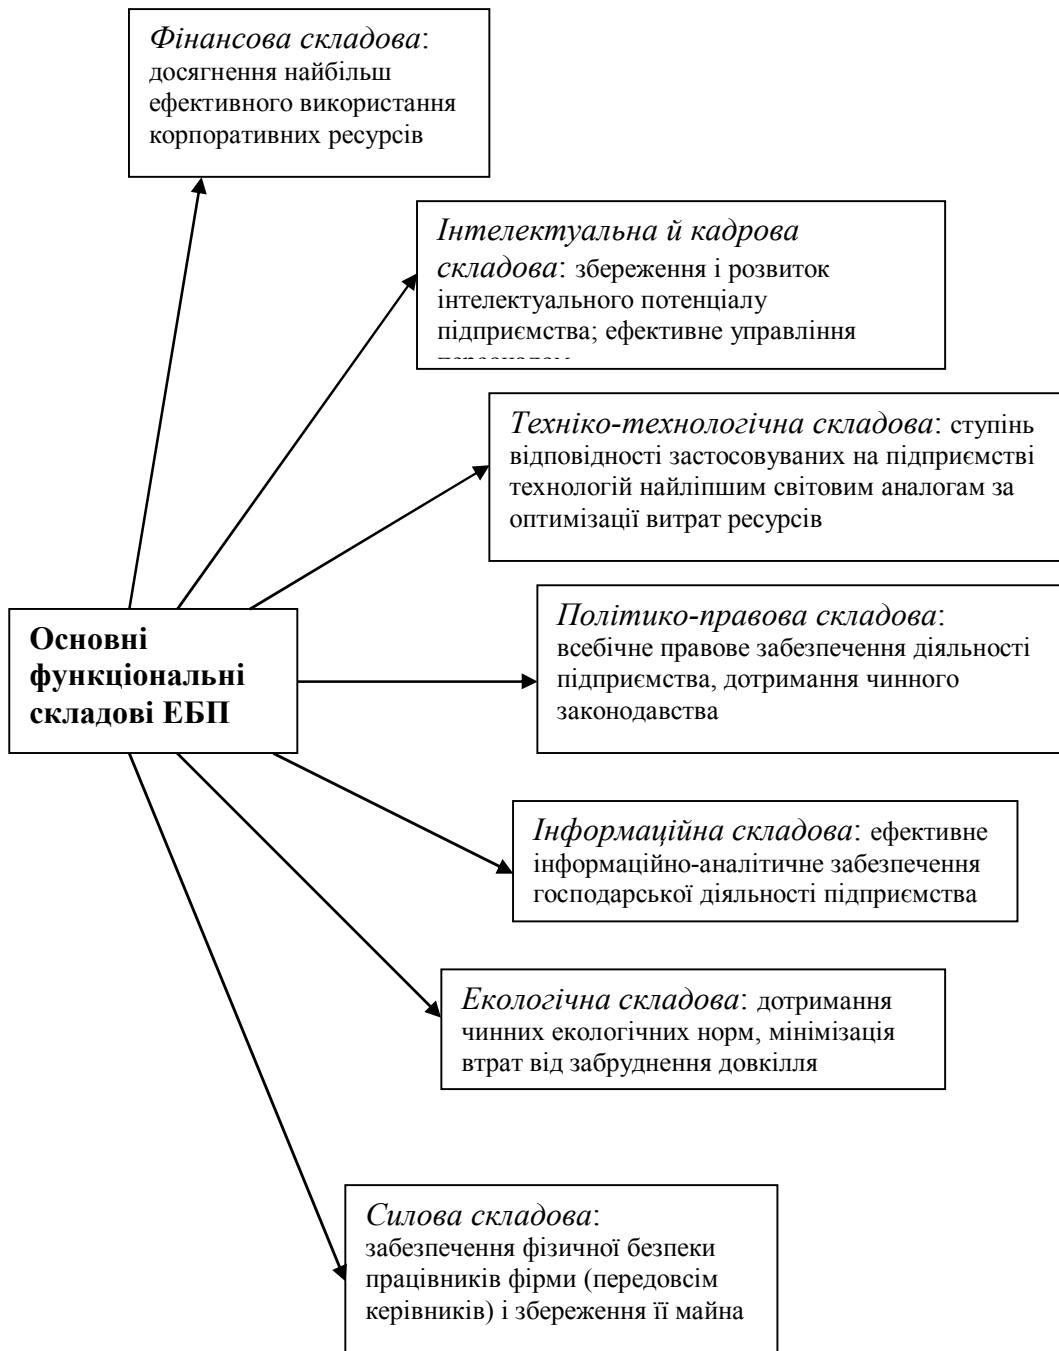 Фінансова складова:
досягнення найбільш
ефективного використання
корпоративних ресурсів
Інтелектуальна й кадрова
складова: збереження і розвиток
інтелектуального потенціалу
підприємства; ефективне управління
Техніко-технологічна складова: ступінь
відповідності застосовуваних на підприємстві
технологій найліпшим світовим аналогам за
оптимізації витрат ресурсів
Основні
функціональні
складові ЕБП
Політико-правова складова:
всебічне правове забезпечення діяльності
підприємства, дотримання чинного
законодавства
Інформаційна складова: ефективне
інформаційно-аналітичне забезпечення
господарської діяльності підприємства
Екологічна складова: дотримання
чинних екологічних норм, мінімізація
втрат від забруднення довкілля
Силова складова:
забезпечення фізичної безпеки
працівників фірми (передовсім
керівників) і збереження її майна